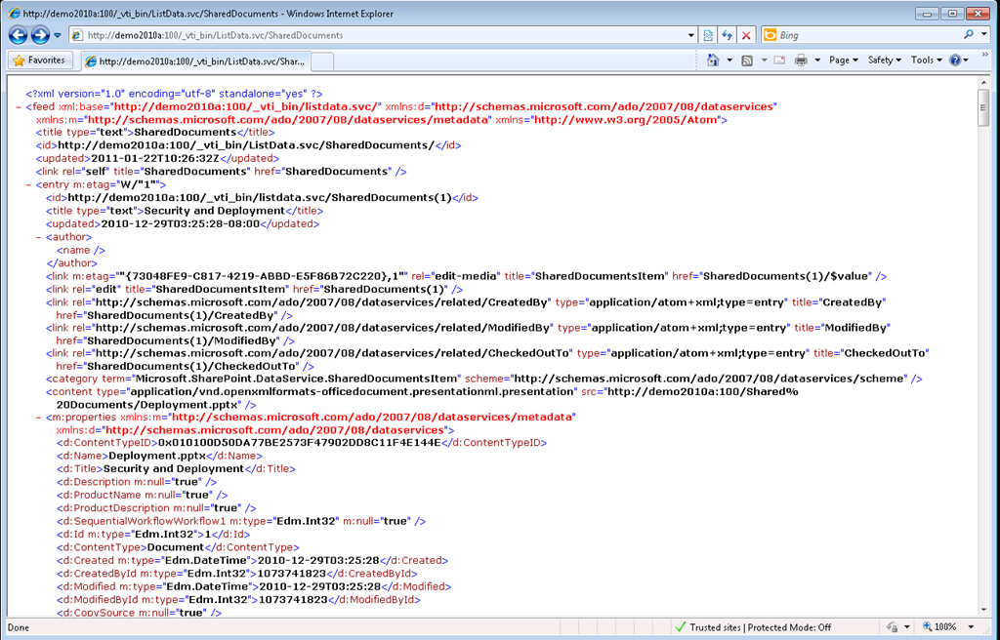 http://demo2010a:100/_vti_bin/ListData.svc/SharedDocuments - Windows Internet Explorer
http://demo2010a:100/_vti_bin/ListData.svc/SharedDocuments
Bing
Favorites
http://demo2010a:100/_vti_bin/ListData.svc/Shar...
Page
Safety
Tools
<?xml version="1.0" encoding="utf-8" standalone="yes" ?>
- <feed xml:base="http://demo2010a:100/_vti_bin/listdata.svc/" xmlns:d="http://schemas.microsoft.com/ado/2007/08/dataservices"
xmlns:m="http://schemas.microsoft.com/ado/2007/08/dataservices/metadata" xmlns="http://www.w3.org/2005/Atom">
<title type="text">SharedDocuments</title>
<id>http://demo2010a:100/_vti_bin/ListData.svc/SharedDocuments/</id>
<updated>2011-01-22T10:26:32Z</updated>
<link rel="self" title="SharedDocuments" href="SharedDocuments" />
- <entry m:etag="W/"1"">
<id>http://demo2010a:100/_vti_bin/listdata.svc/SharedDocuments(1)</id>
<title type="text">Security and Deployment</title>
<updated>2010-12-29T03:25:28-08:00</updated>
- <author>
<name />
</author>
<link m:etag=""{73048FE9-C817-4219-ABBD-E5F86B72C220},1"" rel="edit-media" title="SharedDocumentsItem" href="SharedDocuments(1)/$value" />
<link rel="edit" title="SharedDocumentsItem" href="SharedDocuments(1)" />
<link rel="http://schemas.microsoft.com/ado/2007/08/dataservices/related/CreatedBy" type="application/atom+xml;type=entry" title="CreatedBy"
href="SharedDocuments(1)/CreatedBy" />
<link rel="http://schemas.microsoft.com/ado/2007/08/dataservices/related/ModifiedBy" type="application/atom+xml;type=entry" title="ModifiedBy"
href="SharedDocuments(1)/ModifiedBy" />
<link rel="http://schemas.microsoft.com/ado/2007/08/dataservices/related/CheckedOutTo" type="application/atom+xml;type=entry" title="CheckedOutTo"
href="SharedDocuments(1)/CheckedOutTo" />
<category term="Microsoft.SharePoint.DataService.SharedDocumentsItem" scheme="http://schemas.microsoft.com/ado/2007/08/dataservices/scheme" />
<content type="application/vnd.openxmlformats-officedocument.presentationml.presentation" src="http://demo2010a:100/Shared%
20Documents/Deployment.pptx" />
- <m:properties xmlns:m="http://schemas.microsoft.com/ado/2007/08/dataservices/metadata"
xmlns:d="http://schemas.microsoft.com/ado/2007/08/dataservices">
<d:ContentTypeID>0x010100D50DA77BE2573F47902DD8C11F4E144E</d:ContentTypeID>
<d:Name>Deployment.pptx</d:Name>
<d:Title>Security and Deployment</d:Title>
<d:Description m:null="true" />
<d:ProductName m:null="true" />
<d:ProductDescription m:null="true" />
<d:SequentialWorkflowWorkflow1 m:type="Edm.Int32" m:null="true" />
<d:Id m:type="Edm.Int32">1</d:Id>
<d:ContentType>Document</d:ContentType>
<d:Created m:type="Edm.DateTime">2010-12-29T03:25:28</d:Created>
<d:CreatedById m:type="Edm.Int32">1073741823</d:CreatedById>
<d:Modified m:type="Edm.DateTime">2010-12-29T03:25:28</d:Modified>
<d:ModifiedById m:type="Edm.Int32">1073741823</d:ModifiedById>
<d:CopySource m:null="true" />
Done
Trusted sites | Protected Mode: Off
100%